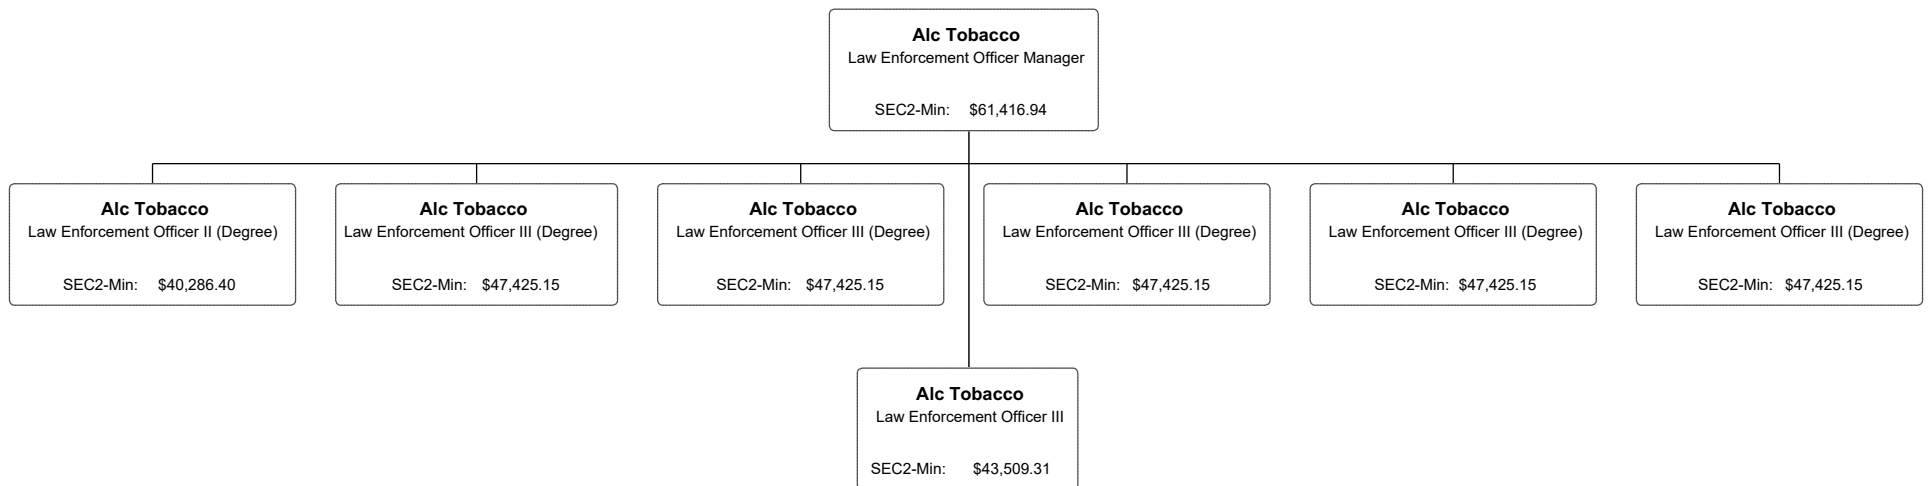 Alc Tobacco
Law Enforcement Officer Manager
SEC2-Min: $61,416.94
Alc Tobacco
Law Enforcement Officer II (Degree)
SEC2-Min: $40,286.40
Alc Tobacco
Law Enforcement Officer III (Degree)
SEC2-Min: $47,425.15
Alc Tobacco
Law Enforcement Officer III (Degree)
SEC2-Min: $47,425.15
Alc Tobacco
Law Enforcement Officer III (Degree)
SEC2-Min: $47,425.15
Alc Tobacco
Law Enforcement Officer III (Degree)
SEC2-Min: $47,425.15
Alc Tobacco
Law Enforcement Officer III (Degree)
SEC2-Min: $47,425.15
Alc Tobacco
Law Enforcement Officer III
SEC2-Min: $43,509.31